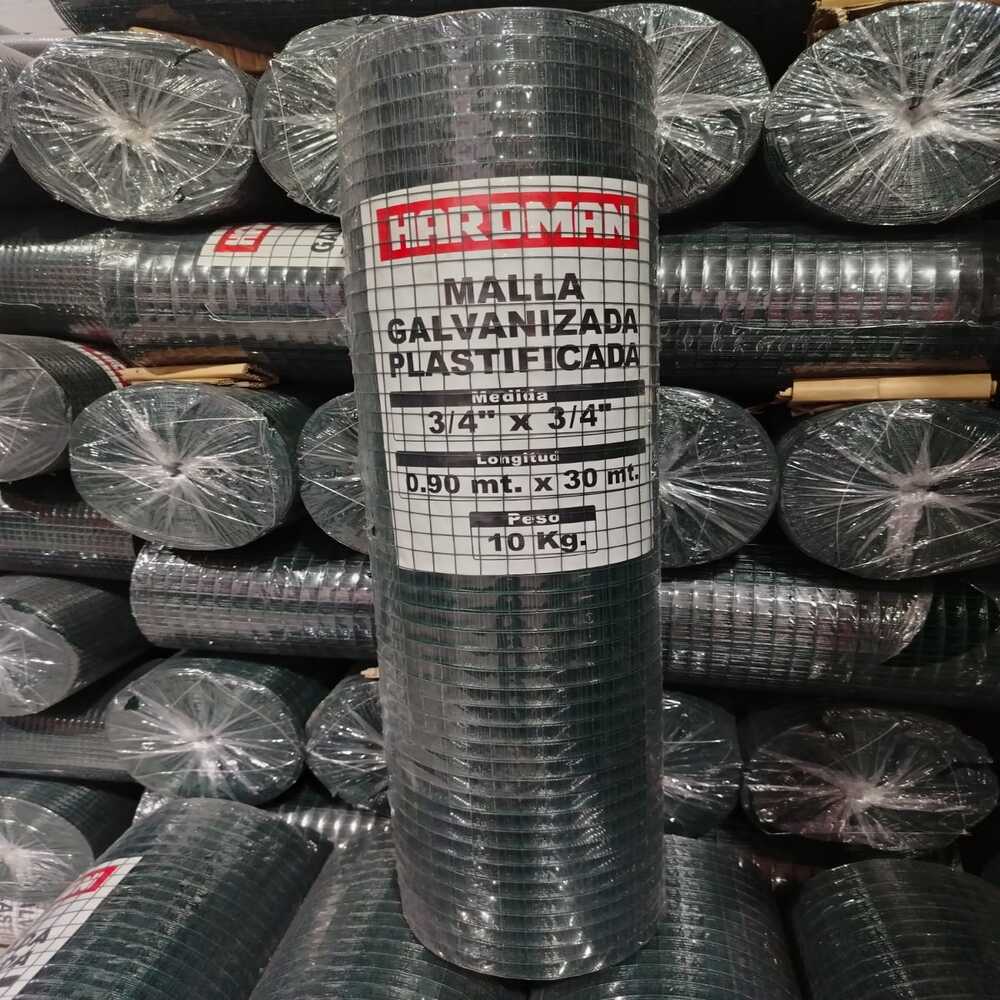 HARDMAN
MALLA
GALVANIZADA
PLASTIFICADA
Medida
3/4" x 3/4"
Longitud
0.90 mt. x 30 mt.
Peso
10 Kg.